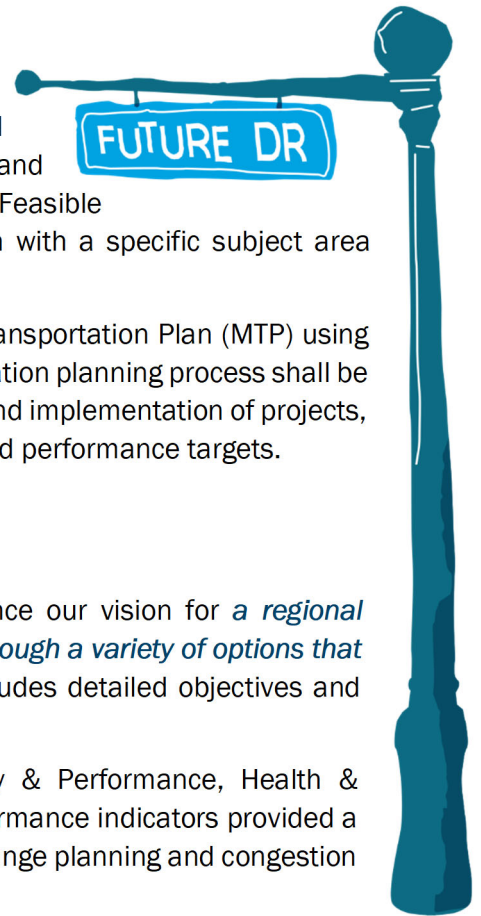 FUTURE DR
and
Feasible
with a specific subject area
ansportation Plan (MTP) using
ation planning process shall be
nd implementation of projects,
d performance targets.
nce our vision for a regional
ough a variety of options that
udes detailed objectives and
y & Performance, Health &
rmance indicators provided a
nge planning and congestion